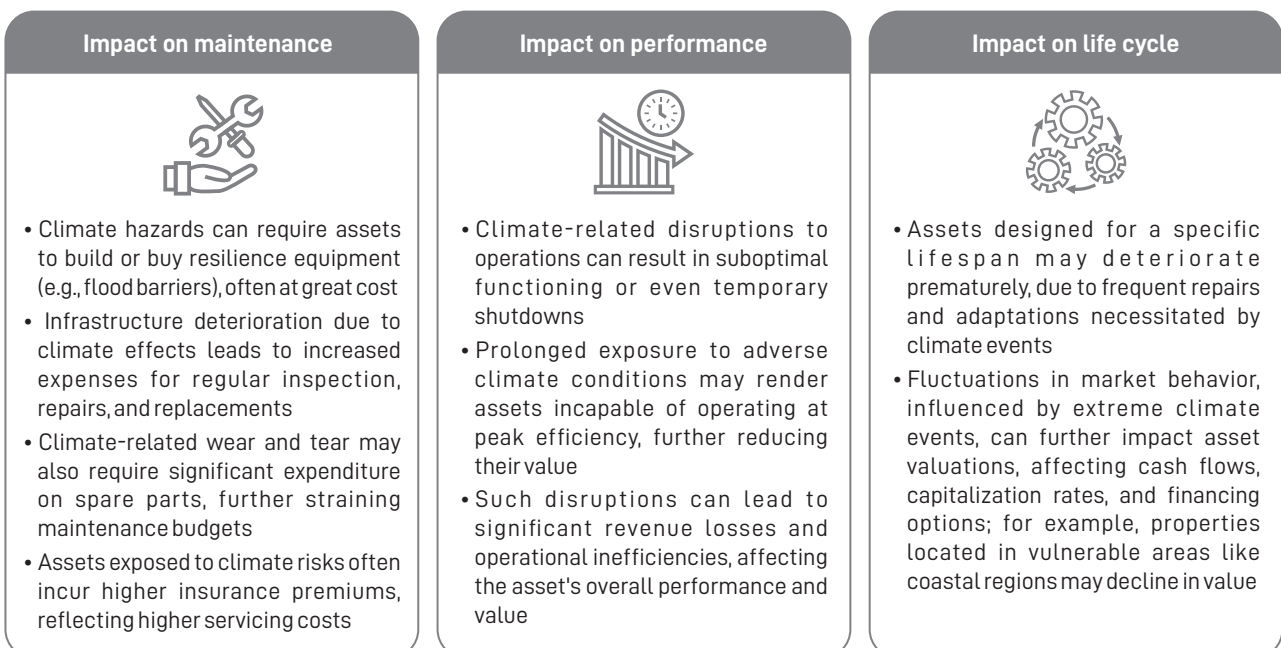 Impact on maintenance
• Climate hazards can require assets
to build or buy resilience equipment
(e.g., flood barriers), often at great cost
• Infrastructure deterioration due to
climate effects leads to increased
expenses for regular inspection,
repairs, and replacements
• Climate-related wear and tear may
also require significant expenditure
on spare parts, further straining
maintenance budgets
• Assets exposed to climate risks often
incur higher insurance premiums,
reflecting higher servicing costs
Impact on performance
• Climate-related disruptions to
operations can result in suboptimal
functioning or even temporary
shutdowns
• Prolonged exposure to adverse
climate conditions may render
assets incapable of operating at
peak efficiency, further reducing
their value
• Such disruptions can lead to
significant revenue losses and
operational inefficiencies, affecting
the asset's overall performance and
value
Impact on life cycle
• Assets designed for a specific
lifespan may deteriorate
prematurely, due to frequent repairs
and adaptations necessitated by
climate events
• Fluctuations in market behavior,
influenced by extreme climate
events, can further impact asset
valuations, affecting cash flows,
capitalization rates, and financing
options; for example, properties
located in vulnerable areas like
coastal regions may decline in value